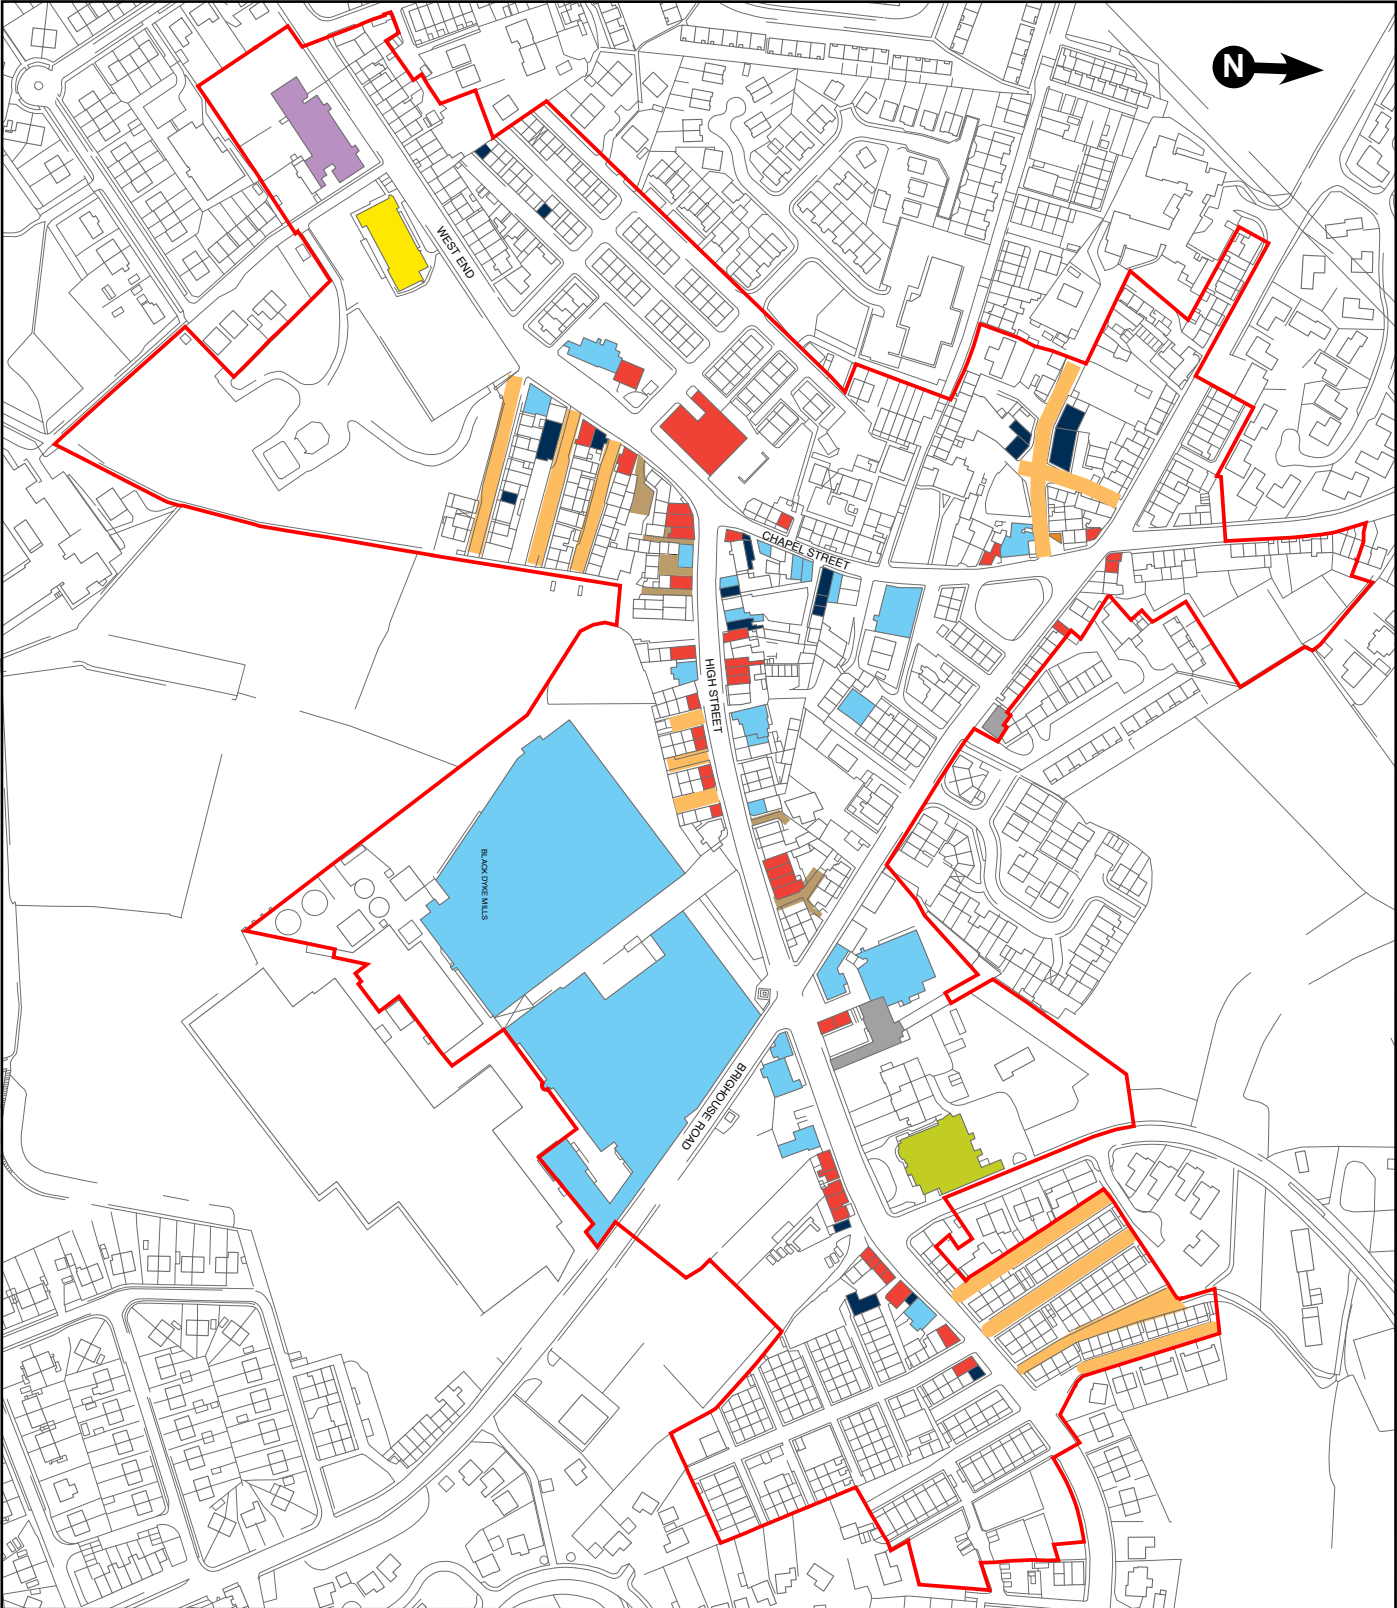 N
WEST END
CHAPEL STREET
HIGH STREET
BLACK DYKE MILLS
BRIGHOUSE ROAD